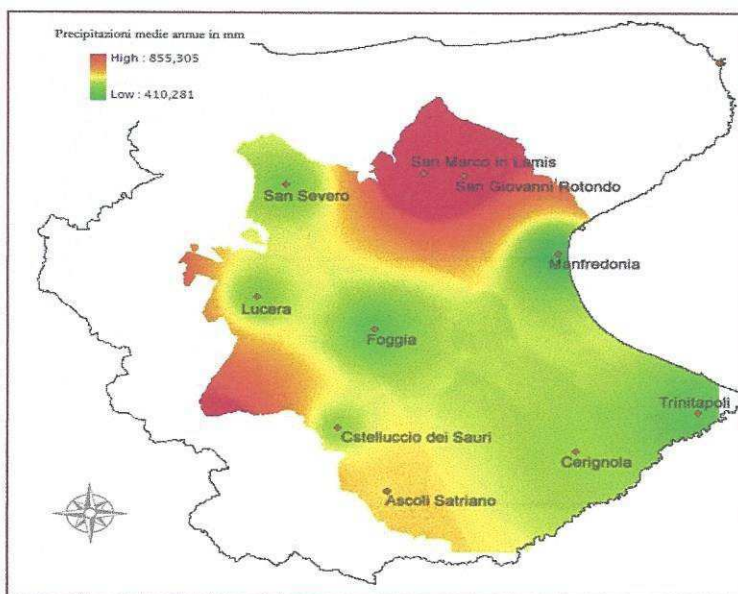 Precipitazioni medie annue in mm
High : 855,305
Low : 410,281
San Marco in Lamis
San Giovanni Rotondo
San Severo
Manfredonia
Lucera
Foggia
Trinitapoli
Cstelluccio dei Sauri
Cerignola
Ascoli Satriano